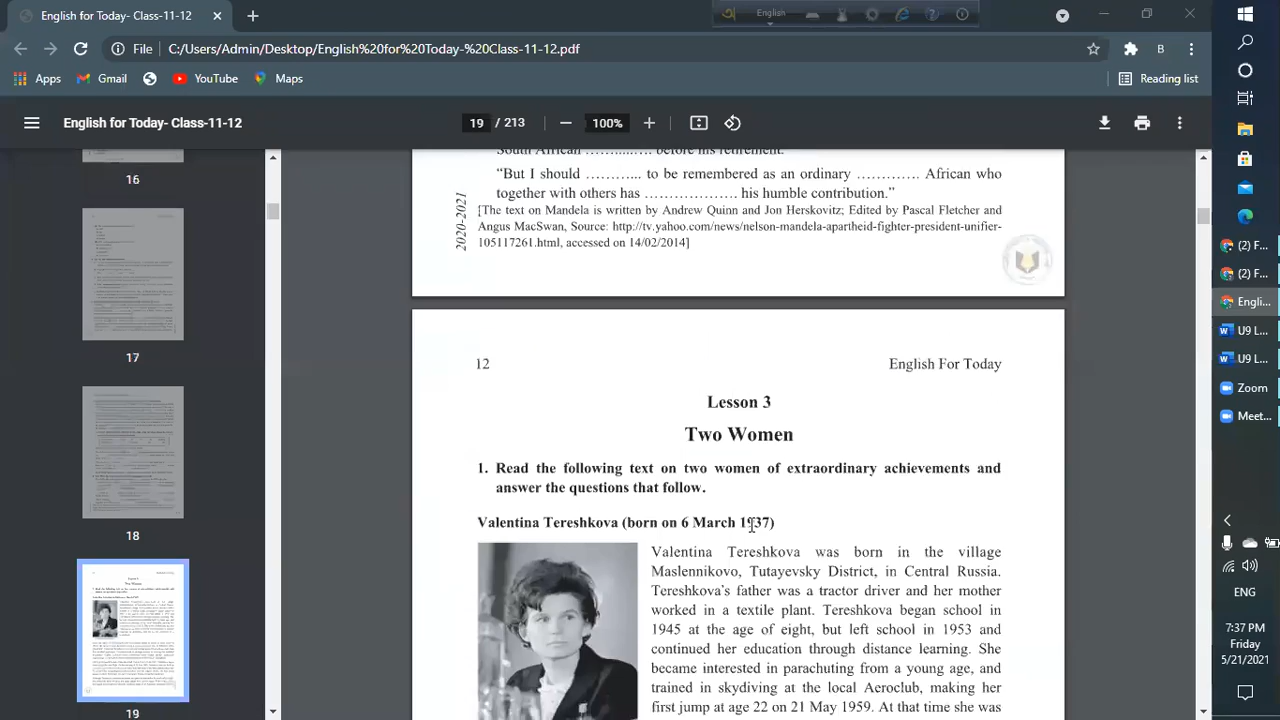 English for Today- Class-11-12
English
File
C:/Users/Admin/Desktop/English%20for%20Today-%20Class-11-12.pdf
B
Apps
Gmail
YouTube
Maps
Reading list
English for Today- Class-11-12
19 / 213
100%
16
17
18
19
South African .............. before his retirement.
“But I should ……….. to be remembered as an ordinary …………. African who
together with others has ……………….. his humble contribution.”
[The text on Mandela is written by Andrew Quinn and Jon Herskovitz; Edited by Pascal Fletcher and
Angus MacSwan, Source: http://tv.yahoo.com/news/nelson-mandela-apartheid-fighter-president-unifier-
105117261.html, accessed on 14/02/2014]
2020-2021
12
English For Today
Lesson 3
Two Women
1. Read the following text on two women of extraordinary achievements and
answer the questions that follow.
Valentina Tereshkova (born on 6 March 1937)
Valentina Tereshkova was born in the village
Maslennikovo, Tutayevsky District, in Central Russia.
Tereshkova’s father was a tractor driver and her mother
worked in a textile plant. Tereshkova began school in
1945 at the age of eight, but left school in 1953 and
continued her education through distance learning. She
became interested in parachuting from a young age, and
trained in skydiving at the local Aeroclub, making her
first jump at age 22 on 21 May 1959. At that time she was
(2) F...
(2) F...
Engli...
U9 L...
U9 L...
Zoom
Meet...
ENG
7:37 PM
Friday